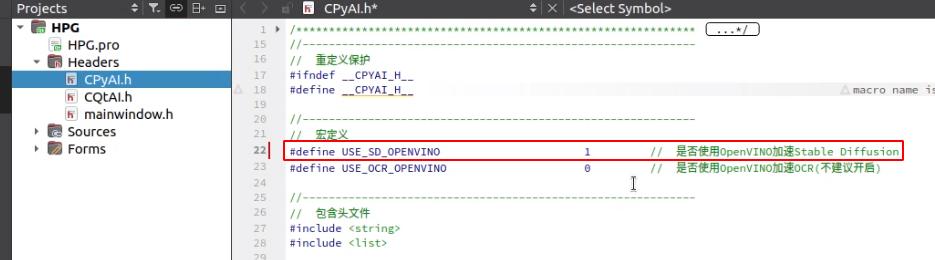 Projects
CPyAI.h*
<Select Symbol>
HPG
HPG.pro
Headers
CPyAI.h
CQtAI.h
mainwindow.h
Sources
Forms
1 /*************************************************************** ...*/
15 //---------------------------------------------------------------
16 // 重定义保护
17 #ifndef __CPYAI_H__
18 #define __CPYAI_H__ macro name is
19
20 //---------------------------------------------------------------
21 // 宏定义
22 #define USE_SD_OPENVINO 1 // 是否使用OpenVINO加速Stable Diffusion
23 #define USE_OCR_OPENVINO 0 // 是否使用OpenVINO加速OCR(不建议开启)
24
25 //---------------------------------------------------------------
26 // 包含头文件
27 #include <string>
28 #include <list>
29